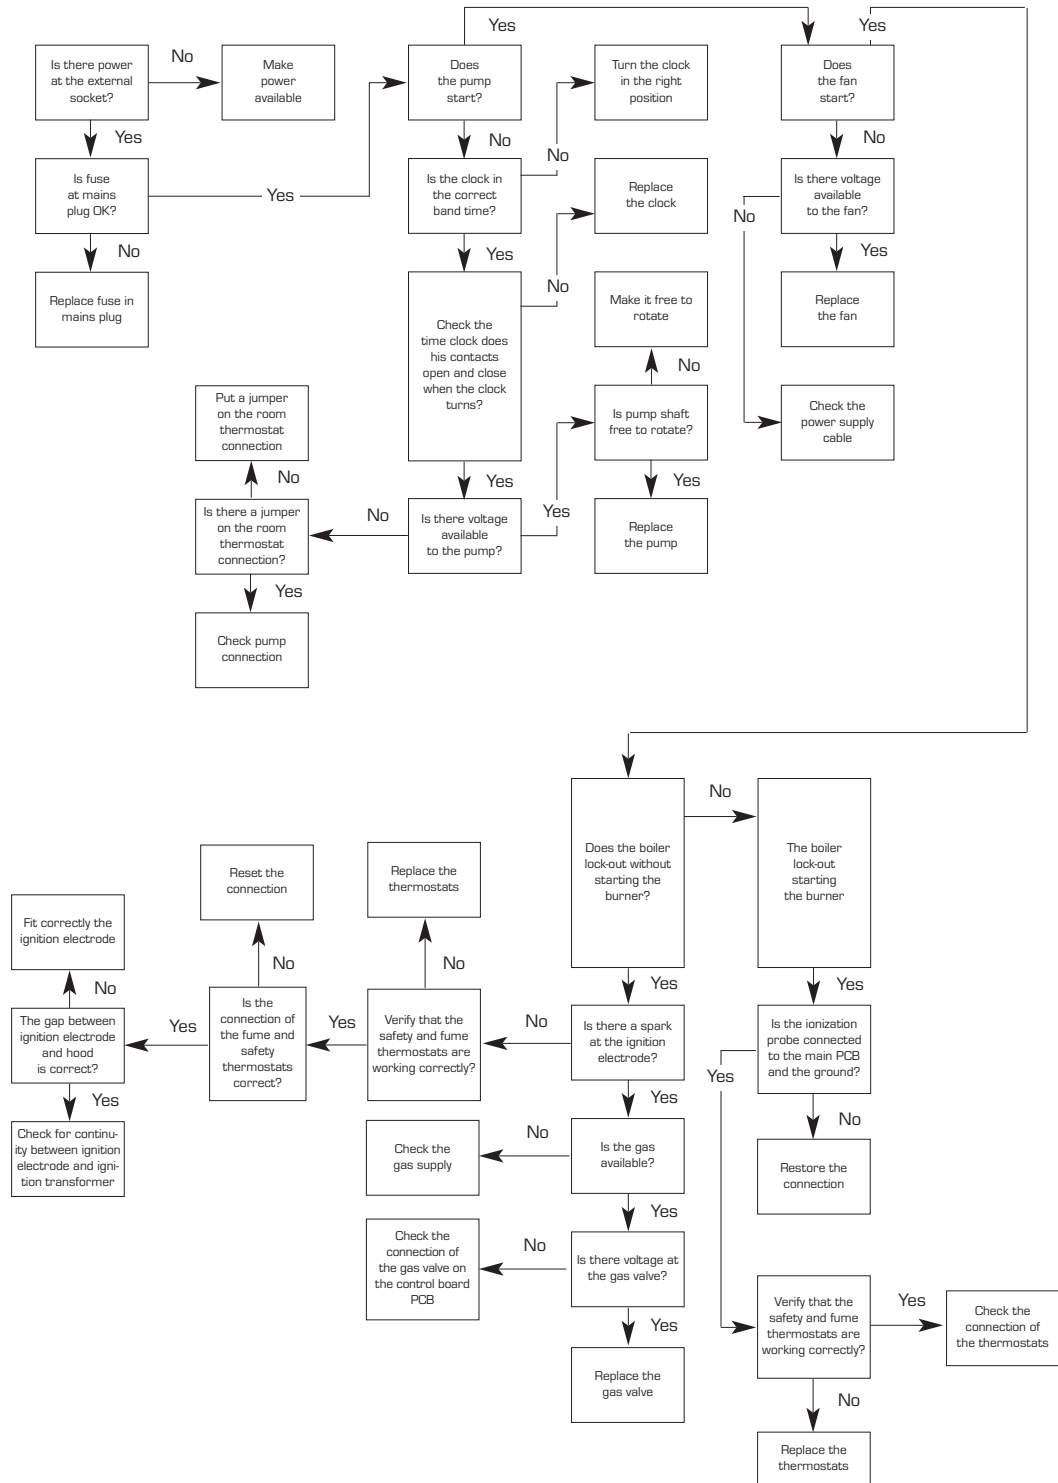 Yes
Yes
Is there power
at the external
socket?
No
Make
power
available
Does
the pump
start?
Turn the clock
in the right
position
Does
the fan
start?
Yes
No
No
No
Is fuse
at mains
plug OK?
Yes
Is the clock in
the correct
band time?
Replace
the clock
Is there voltage
available
to the fan?
No
No
Yes
No
Yes
Replace fuse in
mains plug
Check the
time clock does
his contacts
open and close
when the clock
turns?
Make it free to
rotate
Replace
the fan
No
Put a jumper
on the room
thermostat
connection
Is pump shaft
free to rotate?
Check the
power supply
cable
No
Yes
Yes
Yes
Is there a jumper
on the room
thermostat
connection?
No
Is there voltage
available
to the pump?
Replace
the pump
Yes
Check pump
connection
No
Does the boiler
lock-out without
starting the
burner?
The boiler
lock-out
starting
the burner
Reset the
connection
Replace the
thermostats
Fit correctly the
ignition electrode
No
No
Yes
Yes
No
The gap between
ignition electrode
and hood
is correct?
Yes
Is the
connection of
the fume and
safety
thermostats
correct?
Yes
Verify that the
safety and fume
thermostats are
working correctly?
No
Is there a spark
at the ignition
electrode?
Is the ionization
probe connected
to the main PCB
and the ground?
Yes
Yes
Yes
No
Check for continu-
ity between ignition
electrode and igni-
tion transformer
Check the
gas supply
No
Is the gas
available?
Restore the
connection
Yes
Check the
connection of
the gas valve on
the control board
PCB
No
Is there voltage at
the gas valve?
Yes
Verify that the
safety and fume
thermostats are
working correctly?
Yes
Check the
connection of
the thermostats
Replace the
gas valve
No
Replace the
thermostats